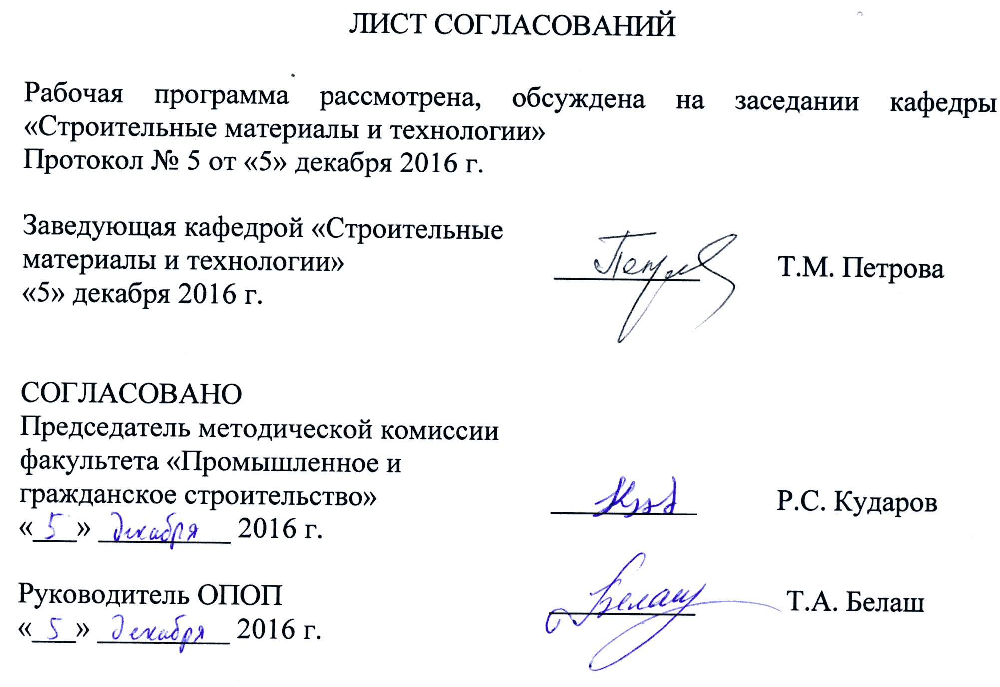 ЛИСТ СОГЛАСОВАНИЙ
Рабочая программа рассмотрена, обсуждена на заседании кафедры
«Строительные материалы и технологии»
Протокол № 5 от «5» декабря 2016 г.
Заведующая кафедрой «Строительные
материалы и технологии»
Петров Т.М. Петрова
«5» декабря 2016 г.
СОГЛАСОВАНО
Председатель методической комиссии
факультета «Промышленное и
гражданское строительство»
Р.С. Кударов
«5» декабря 2016 г.
Руководитель ОПОП
Белаш Т.А. Белаш
«5» декабря 2016 г.